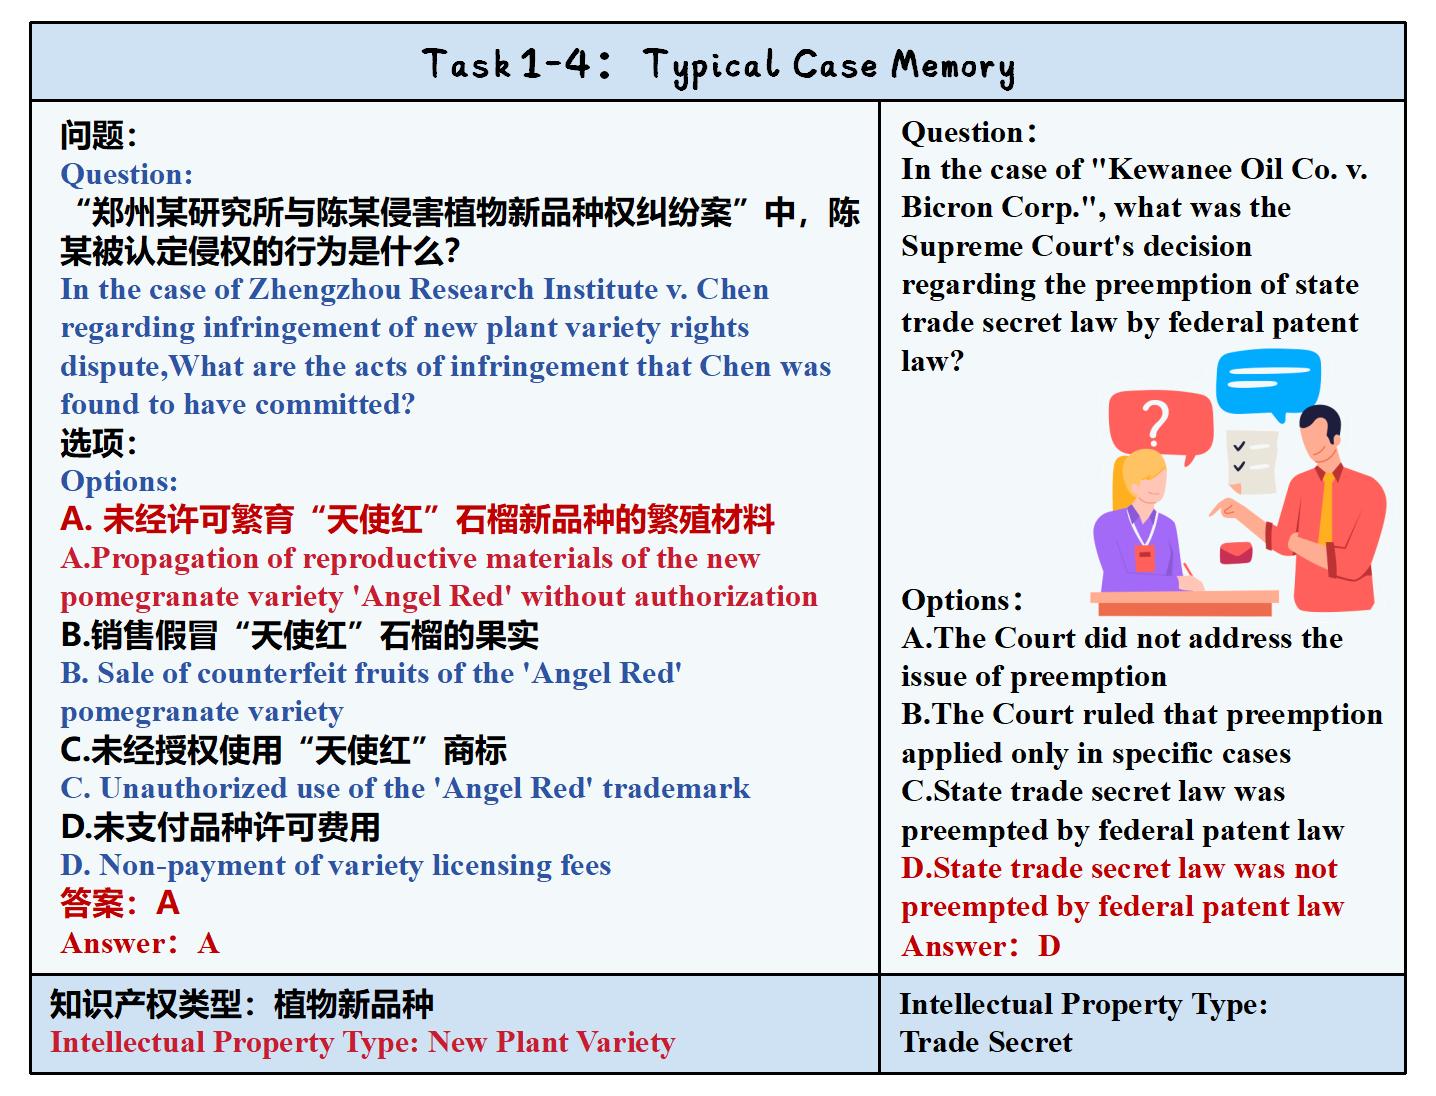 Task 1-4： Typical Case Memory
问题：
Question:
“郑州某研究所与陈某侵害植物新品种权纠纷案”中，陈
某被认定侵权的行为是什么？
In the case of Zhengzhou Research Institute v. Chen
regarding infringement of new plant variety rights
dispute,What are the acts of infringement that Chen was
found to have committed?
选项：
Options:
A. 未经许可繁育“天使红”石榴新品种的繁殖材料
A.Propagation of reproductive materials of the new
pomegranate variety 'Angel Red' without authorization
B.销售假冒“天使红”石榴的果实
B. Sale of counterfeit fruits of the 'Angel Red'
pomegranate variety
C.未经授权使用“天使红”商标
C. Unauthorized use of the 'Angel Red' trademark
D.未支付品种许可费用
D. Non-payment of variety licensing fees
答案：A
Answer：A
知识产权类型：植物新品种
Intellectual Property Type: New Plant Variety
Question：
In the case of "Kewanee Oil Co. v.
Bicron Corp.", what was the
Supreme Court's decision
regarding the preemption of state
trade secret law by federal patent
law?
?
Options：
A.The Court did not address the
issue of preemption
B.The Court ruled that preemption
applied only in specific cases
C.State trade secret law was
preempted by federal patent law
D.State trade secret law was not
preempted by federal patent law
Answer：D
Intellectual Property Type:
Trade Secret